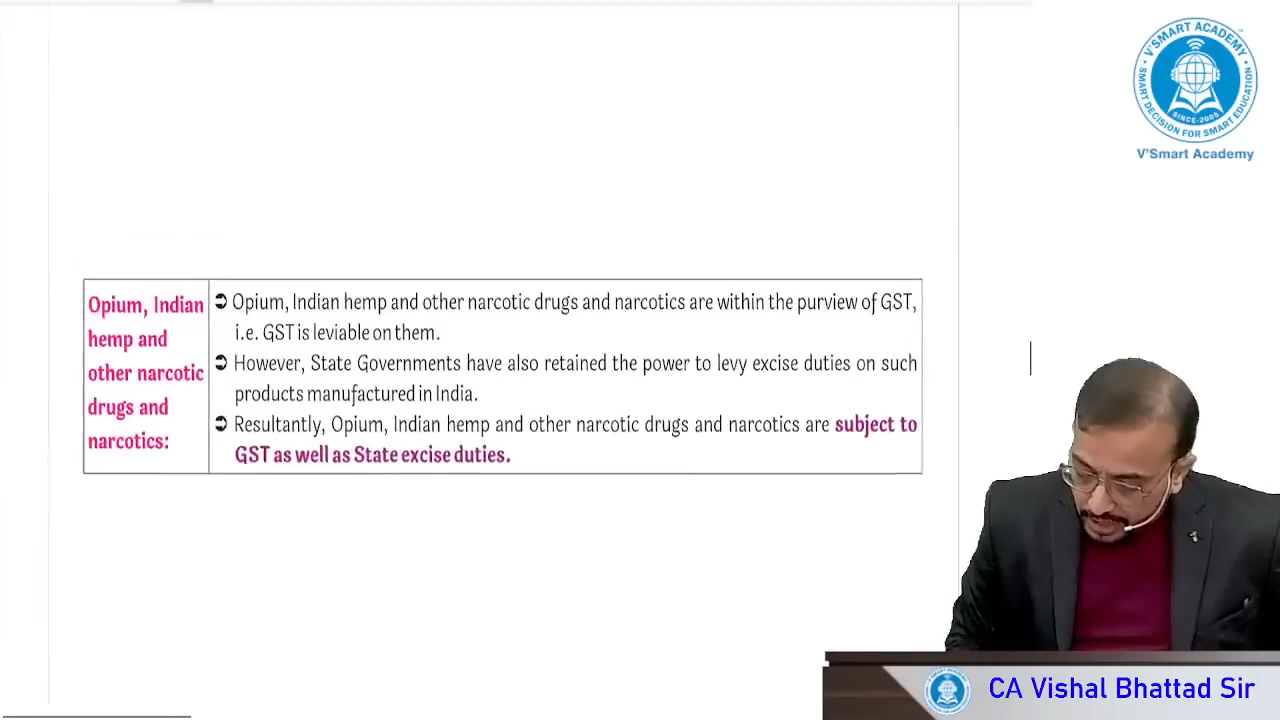 V'SMART ACADEMY
SMART DECISION FOR SMART EDUCATION
SINCE-2005
V'Smart Academy
Opium, Indian
hemp and
other narcotic
drugs and
narcotics:
Opium, Indian hemp and other narcotic drugs and narcotics are within the purview of GST,
i.e. GST is leviable on them.
However, State Governments have also retained the power to levy excise duties on such
products manufactured in India.
Resultantly, Opium, Indian hemp and other narcotic drugs and narcotics are subject to
GST as well as State excise duties.
CA Vishal Bhattad Sir